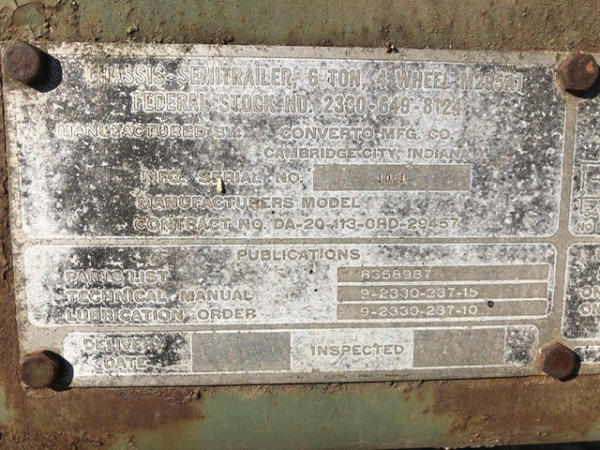 CHASSIS, SEMITRAILER, 6 TON, 4 WHEEL M295A1
FEDERAL STOCK NO. 2330-649-8124
MANUFACTURED BY: CONVERTO MFG. CO.
CAMBRIDGE CITY, INDIANA
MFG. SERIAL NO.
MANUFACTURERS MODEL
CONTRACT NO. DA-20-113-ORD-29457
PUBLICATIONS
PARTS LIST 8358987
TECHNICAL MANUAL 9-2330-237-15
LUBRICATION ORDER 9-2330-237-10
DELIVERY DATE INSPECTED